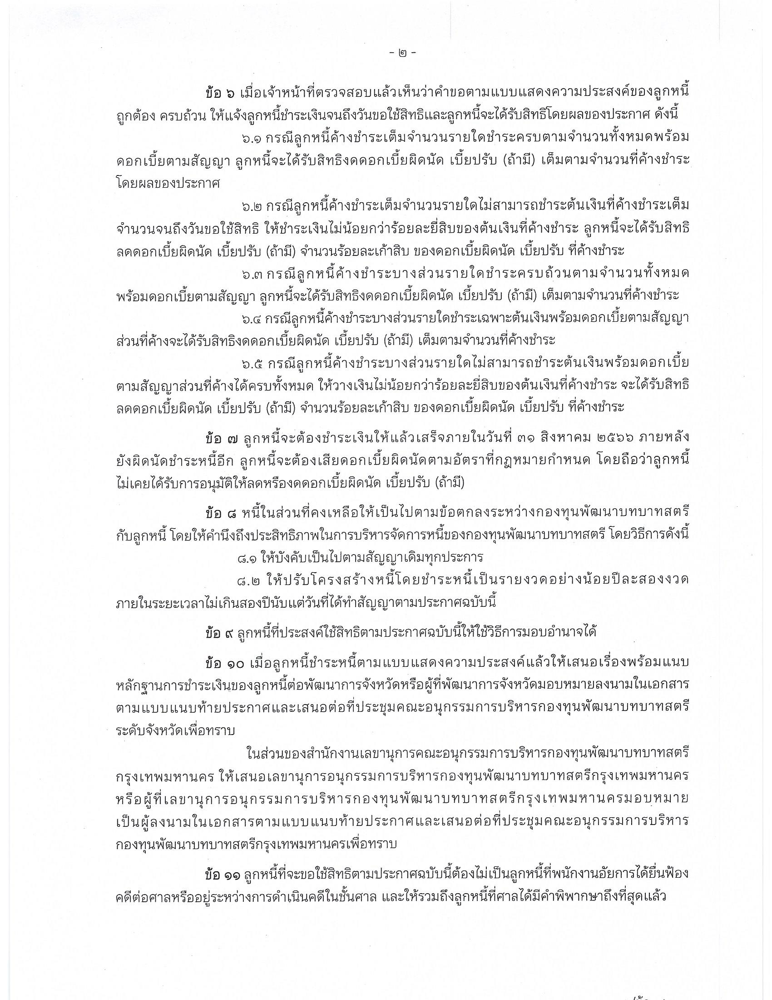 - ๒ -
ข้อ ๖ เมื่อเจ้าหน้าที่ตรวจสอบแล้วเห็นว่าคำขอตามแบบแสดงความประสงค์ของลูกหนี้
ถูกต้อง ครบถ้วน ให้แจ้งลูกหนี้ชำระเงินจนถึงวันขอใช้สิทธิและลูกหนี้จะได้รับสิทธิโดยผลของประกาศ ดังนี้
๖.๑ กรณีลูกหนี้ค้างชำระเต็มจำนวนรายใดชำระครบตามจำนวนทั้งหมดพร้อม
ดอกเบี้ยตามสัญญา ลูกหนี้จะได้รับสิทธิงดดอกเบี้ยผิดนัด เบี้ยปรับ (ถ้ามี) เต็มตามจำนวนที่ค้างชำระ
โดยผลของประกาศ
๖.๒ กรณีลูกหนี้ค้างชำระเต็มจำนวนรายใดไม่สามารถชำระต้นเงินที่ค้างชำระเต็ม
จำนวนจนถึงวันขอใช้สิทธิ ให้ชำระเงินไม่น้อยกว่าร้อยละยี่สิบของต้นเงินที่ค้างชำระ ลูกหนี้จะได้รับสิทธิ
ลดดอกเบี้ยผิดนัด เบี้ยปรับ (ถ้ามี) จำนวนร้อยละเก้าสิบ ของดอกเบี้ยผิดนัด เบี้ยปรับ ที่ค้างชำระ
๖.๓ กรณีลูกหนี้ค้างชำระบางส่วนรายใดชำระครบถ้วนตามจำนวนทั้งหมด
พร้อมดอกเบี้ยตามสัญญา ลูกหนี้จะได้รับสิทธิงดดอกเบี้ยผิดนัด เบี้ยปรับ (ถ้ามี) เต็มตามจำนวนที่ค้างชำระ
๖.๔ กรณีลูกหนี้ค้างชำระบางส่วนรายใดชำระเฉพาะต้นเงินพร้อมดอกเบี้ยตามสัญญา
ส่วนที่ค้างจะได้รับสิทธิงดดอกเบี้ยผิดนัด เบี้ยปรับ (ถ้ามี) เต็มตามจำนวนที่ค้างชำระ
๖.๕ กรณีลูกหนี้ค้างชำระบางส่วนรายใดไม่สามารถชำระต้นเงินพร้อมดอกเบี้ย
ตามสัญญาส่วนที่ค้างได้ครบทั้งหมด ให้วางเงินไม่น้อยกว่าร้อยละยี่สิบของต้นเงินที่ค้างชำระ จะได้รับสิทธิ
ลดดอกเบี้ยผิดนัด เบี้ยปรับ (ถ้ามี) จำนวนร้อยละเก้าสิบ ของดอกเบี้ยผิดนัด เบี้ยปรับ ที่ค้างชำระ
ข้อ ๗ ลูกหนี้จะต้องชำระเงินให้แล้วเสร็จภายในวันที่ ๓๑ สิงหาคม ๒๕๖๖ ภายหลัง
ยังผิดนัดชำระหนี้อีก ลูกหนี้จะต้องเสียดอกเบี้ยผิดนัดตามอัตราที่กฎหมายกำหนด โดยถือว่าลูกหนี้
ไม่เคยได้รับการอนุมัติให้ลดหรืองดดอกเบี้ยผิดนัด เบี้ยปรับ (ถ้ามี)
ข้อ ๘ หนี้ในส่วนที่คงเหลือให้เป็นไปตามข้อตกลงระหว่างกองทุนพัฒนาบทบาทสตรี
กับลูกหนี้ โดยให้คำนึงถึงประสิทธิภาพในการบริหารจัดการหนี้ของกองทุนพัฒนาบทบาทสตรี โดยวิธีการดังนี้
๘.๑ ให้บังคับเป็นไปตามสัญญาเดิมทุกประการ
๘.๒ ให้ปรับโครงสร้างหนี้โดยชำระหนี้เป็นรายงวดอย่างน้อยปีละสองงวด
ภายในระยะเวลาไม่เกินสองปีนับแต่วันที่ได้ทำสัญญาตามประกาศฉบับนี้
ข้อ ๙ ลูกหนี้ที่ประสงค์ใช้สิทธิตามประกาศฉบับนี้ให้ใช้วิธีการมอบอำนาจได้
ข้อ ๑๐ เมื่อลูกหนี้ชำระหนี้ตามแบบแสดงความประสงค์แล้วให้เสนอเรื่องพร้อมแนบ
หลักฐานการชำระเงินของลูกหนี้ต่อพัฒนาการจังหวัดหรือผู้ที่พัฒนาการจังหวัดมอบหมายลงนามในเอกสาร
ตามแบบแนบท้ายประกาศและเสนอต่อที่ประชุมคณะอนุกรรมการบริหารกองทุนพัฒนาบทบาทสตรี
ระดับจังหวัดเพื่อทราบ
ในส่วนของสำนักงานเลขานุการคณะอนุกรรมการบริหารกองทุนพัฒนาบทบาทสตรี
กรุงเทพมหานคร ให้เสนอเลขานุการอนุกรรมการบริหารกองทุนพัฒนาบทบาทสตรีกรุงเทพมหานคร
หรือผู้ที่เลขานุการอนุกรรมการบริหารกองทุนพัฒนาบทบาทสตรีกรุงเทพมหานครมอบหมาย
เป็นผู้ลงนามในเอกสารตามแบบแนบท้ายประกาศและเสนอต่อที่ประชุมคณะอนุกรรมการบริหาร
กองทุนพัฒนาบทบาทสตรีกรุงเทพมหานครเพื่อทราบ
ข้อ ๑๑ ลูกหนี้ที่จะขอใช้สิทธิตามประกาศฉบับนี้ต้องไม่เป็นลูกหนี้ที่พนักงานอัยการได้ยื่นฟ้อง
คดีต่อศาลหรืออยู่ระหว่างการดำเนินคดีในชั้นศาล และให้รวมถึงลูกหนี้ที่ศาลได้มีคำพิพากษาถึงที่สุดแล้ว